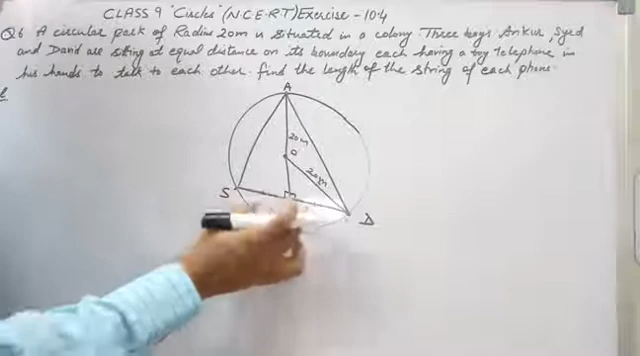 CLASS 9 "Circles" (N.C.E.R.T) Exercise - 10.4
Q6 A circular park of Radius 20m is situated in a colony Three boys Ankur, Syed
and David are sitting at equal distance on its boundary each having a toy telephone in
his hands to talk to each other. find the length of the string of each phone.
A
20m
O
20m
S
D